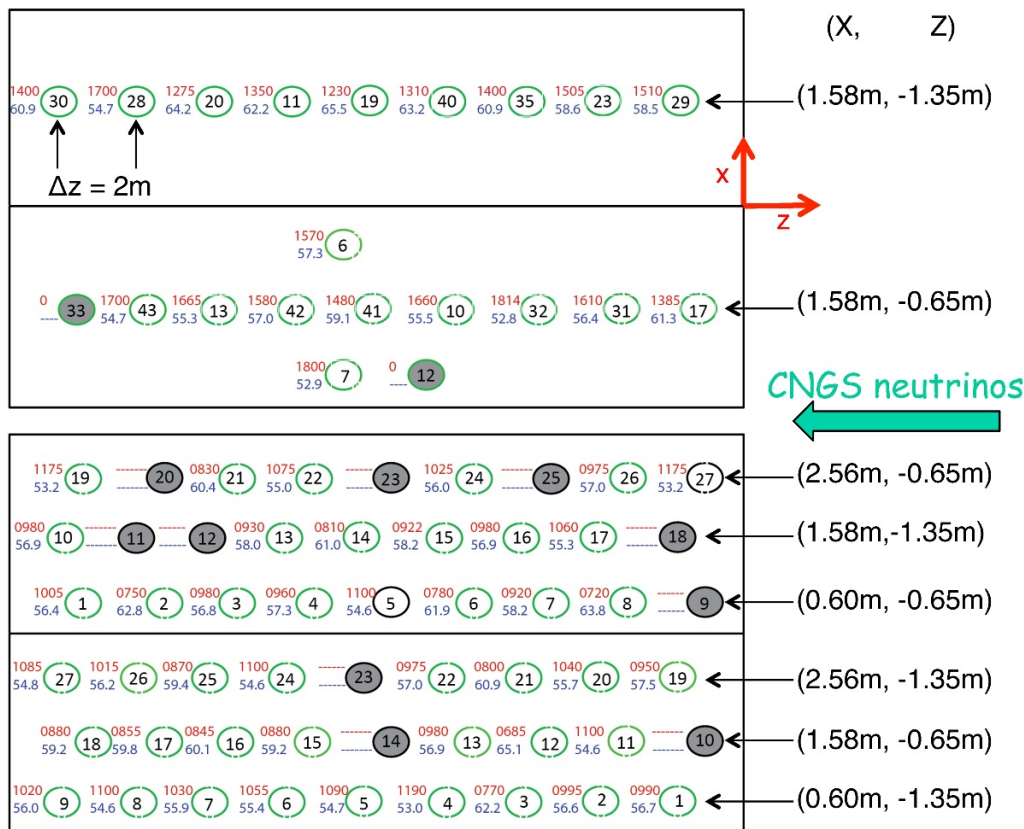 (X, Z)
1400 1700 1275 1350 1230 1310 1400 1505 1510
30 28 20 11 19 40 35 23 29
60.9 54.7 64.2 62.2 65.5 63.2 60.9 58.6 58.5
(1.58m, -1.35m)
Δz = 2m
x
z
1570
6
57.3
0 1700 1665 1580 1480 1660 1814 1610 1385
33 43 13 42 41 10 32 31 17
---- 54.7 55.3 57.0 59.1 55.5 52.8 56.4 61.3
(1.58m, -0.65m)
1800 0
7 12
52.9 ----
CNGS neutrinos
1175 ------- 0830 1075 ------- 1025 ------- 0975 1175
19 20 21 22 23 24 25 26 27
53.2 ------- 60.4 55.0 ------- 56.0 ------- 57.0 53.2
(2.56m, -0.65m)
0980 ------- ------ 0930 0810 0922 0980 1060 -------
10 11 12 13 14 15 16 17 18
56.9 ------- ------ 58.0 61.0 58.2 56.9 55.3 -------
(1.58m,-1.35m)
1005 0750 0980 0960 1100 0780 0920 0720 ------
1 2 3 4 5 6 7 8 9
56.4 62.8 56.8 57.3 54.6 61.9 58.2 63.8 ------
(0.60m, -0.65m)
1085 1015 0870 1100 ------ 0975 0800 1040 0950
27 26 25 24 23 22 21 20 19
54.8 56.2 59.4 54.6 ------ 57.0 60.9 55.7 57.5
(2.56m, -1.35m)
0880 0855 0845 0880 ------- 0980 0685 1100 -------
18 17 16 15 14 13 12 11 10
59.2 59.8 60.1 59.2 ------- 56.9 65.1 54.6 -------
(1.58m, -0.65m)
1020 1100 1030 1055 1090 1190 0770 0995 0990
9 8 7 6 5 4 3 2 1
56.0 54.6 55.9 55.4 54.7 53.0 62.2 56.6 56.7
(0.60m, -1.35m)